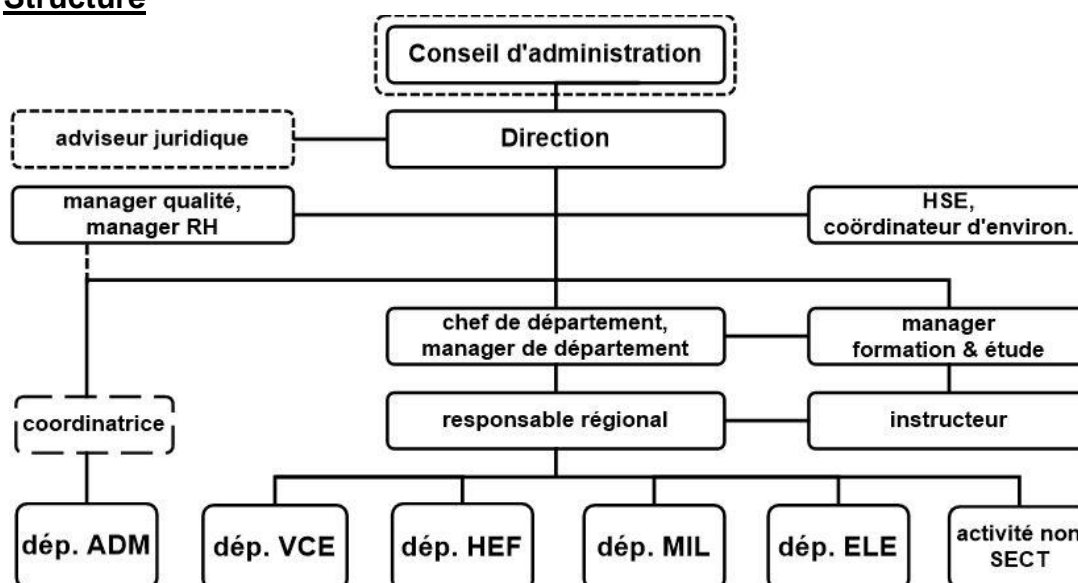 Structure
Conseil d'administration
adviseur juridique
Direction
manager qualité,
manager RH
HSE,
coördinateur d'environ.
chef de département,
manager de département
manager
formation & étude
coordinatrice
responsable régional
instructeur
dép. ADM
dép. VCE
dép. HEF
dép. MIL
dép. ELE
activité non
SECT